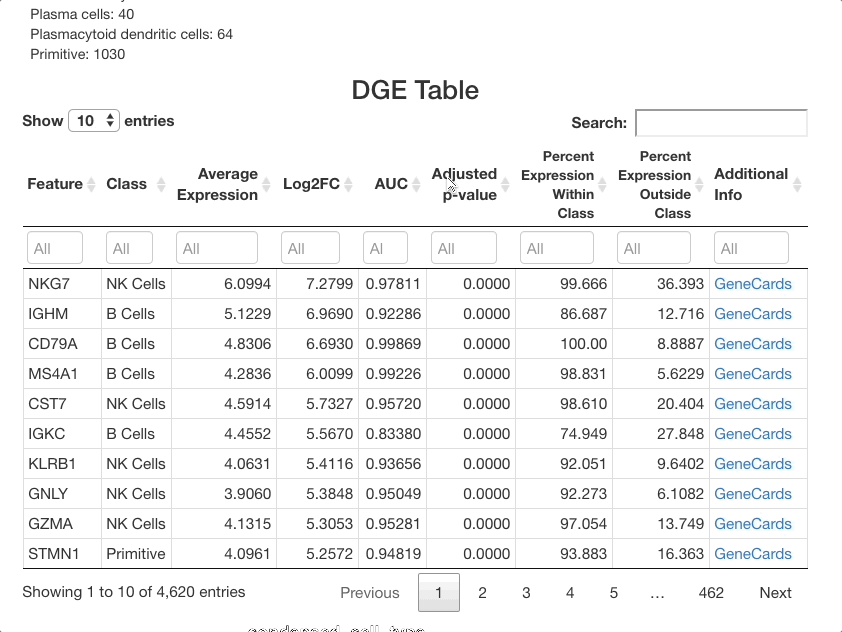 Plasma cells: 40
Plasmacytoid dendritic cells: 64
Primitive: 1030
DGE Table
Show 10 entries
Search:
Feature Class Average Expression Log2FC AUC Adjusted p-value Percent Expression Within Class Percent Expression Outside Class Additional Info
All All All All Al All All All All
NKG7 NK Cells 6.0994 7.2799 0.97811 0.0000 99.666 36.393 GeneCards
IGHM B Cells 5.1229 6.9690 0.92286 0.0000 86.687 12.716 GeneCards
CD79A B Cells 4.8306 6.6930 0.99869 0.0000 100.00 8.8887 GeneCards
MS4A1 B Cells 4.2836 6.0099 0.99226 0.0000 98.831 5.6229 GeneCards
CST7 NK Cells 4.5914 5.7327 0.95720 0.0000 98.610 20.404 GeneCards
IGKC B Cells 4.4552 5.5670 0.83380 0.0000 74.949 27.848 GeneCards
KLRB1 NK Cells 4.0631 5.4116 0.93656 0.0000 92.051 9.6402 GeneCards
GNLY NK Cells 3.9060 5.3848 0.95049 0.0000 92.273 6.1082 GeneCards
GZMA NK Cells 4.1315 5.3053 0.95281 0.0000 97.054 13.749 GeneCards
STMN1 Primitive 4.0961 5.2572 0.94819 0.0000 93.883 16.363 GeneCards
Showing 1 to 10 of 4,620 entries
Previous 1 2 3 4 5 … 462 Next